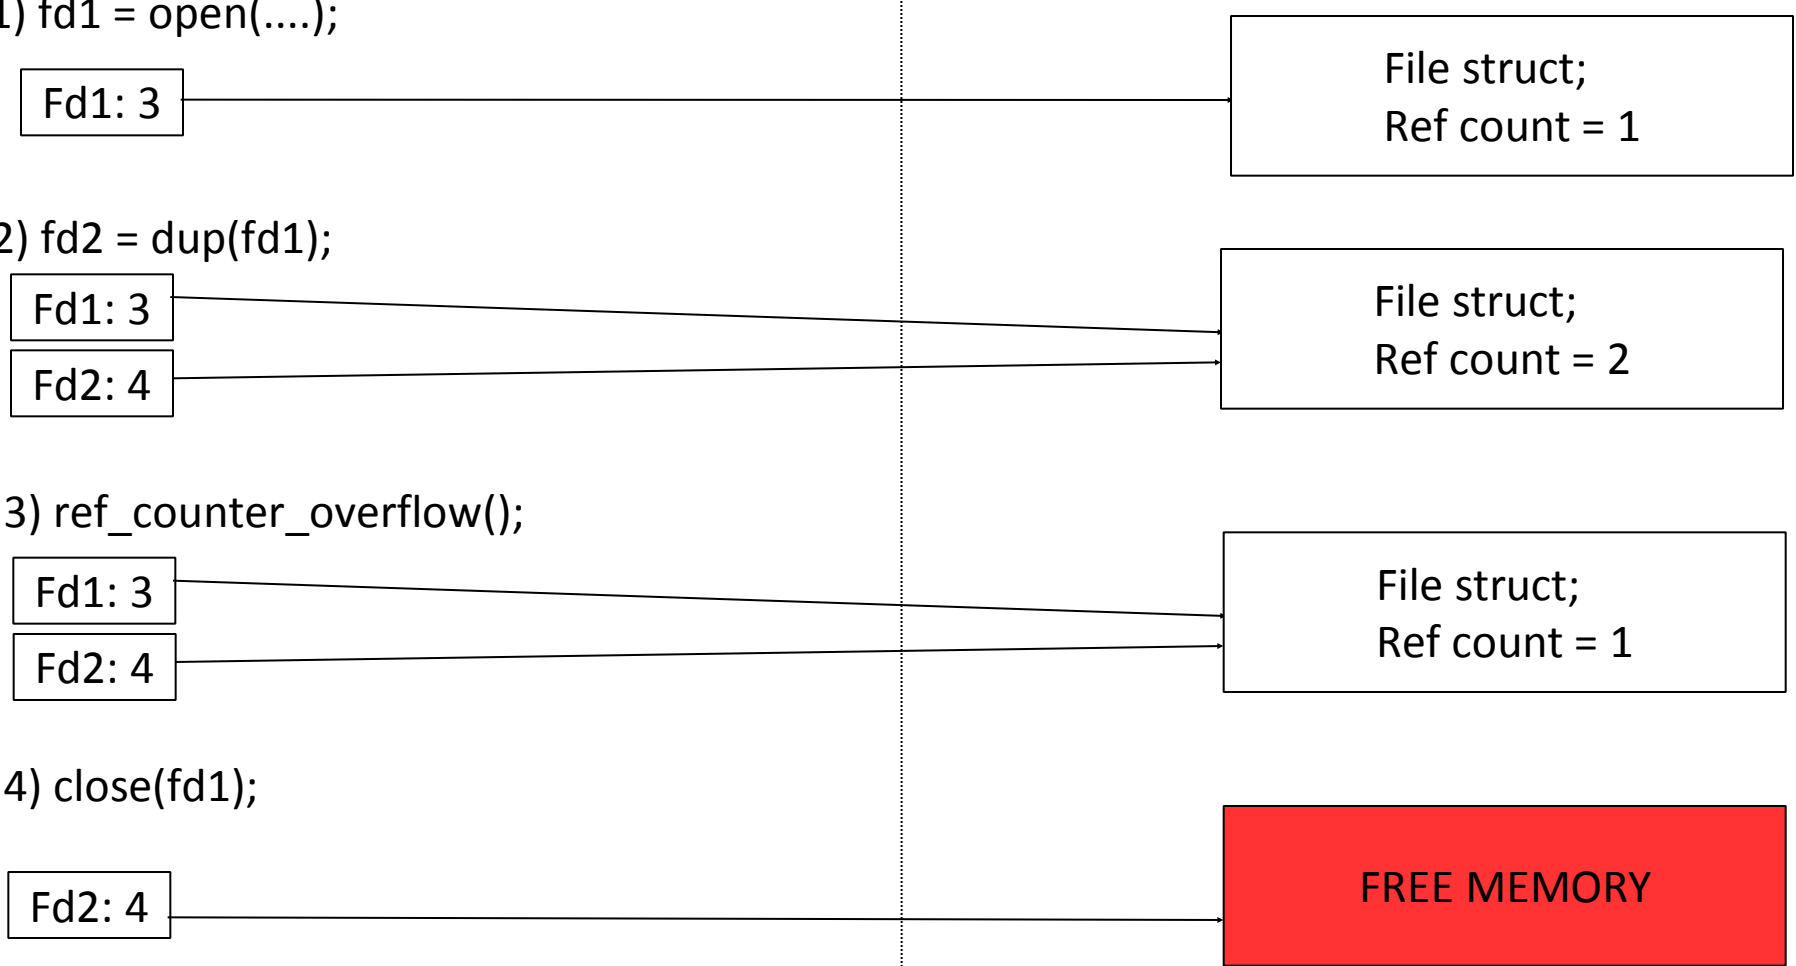 1) fd1 = open(....);
Fd1: 3
File struct;
Ref count = 1
2) fd2 = dup(fd1);
Fd1: 3
Fd2: 4
File struct;
Ref count = 2
3) ref_counter_overflow();
Fd1: 3
Fd2: 4
File struct;
Ref count = 1
4) close(fd1);
Fd2: 4
FREE MEMORY